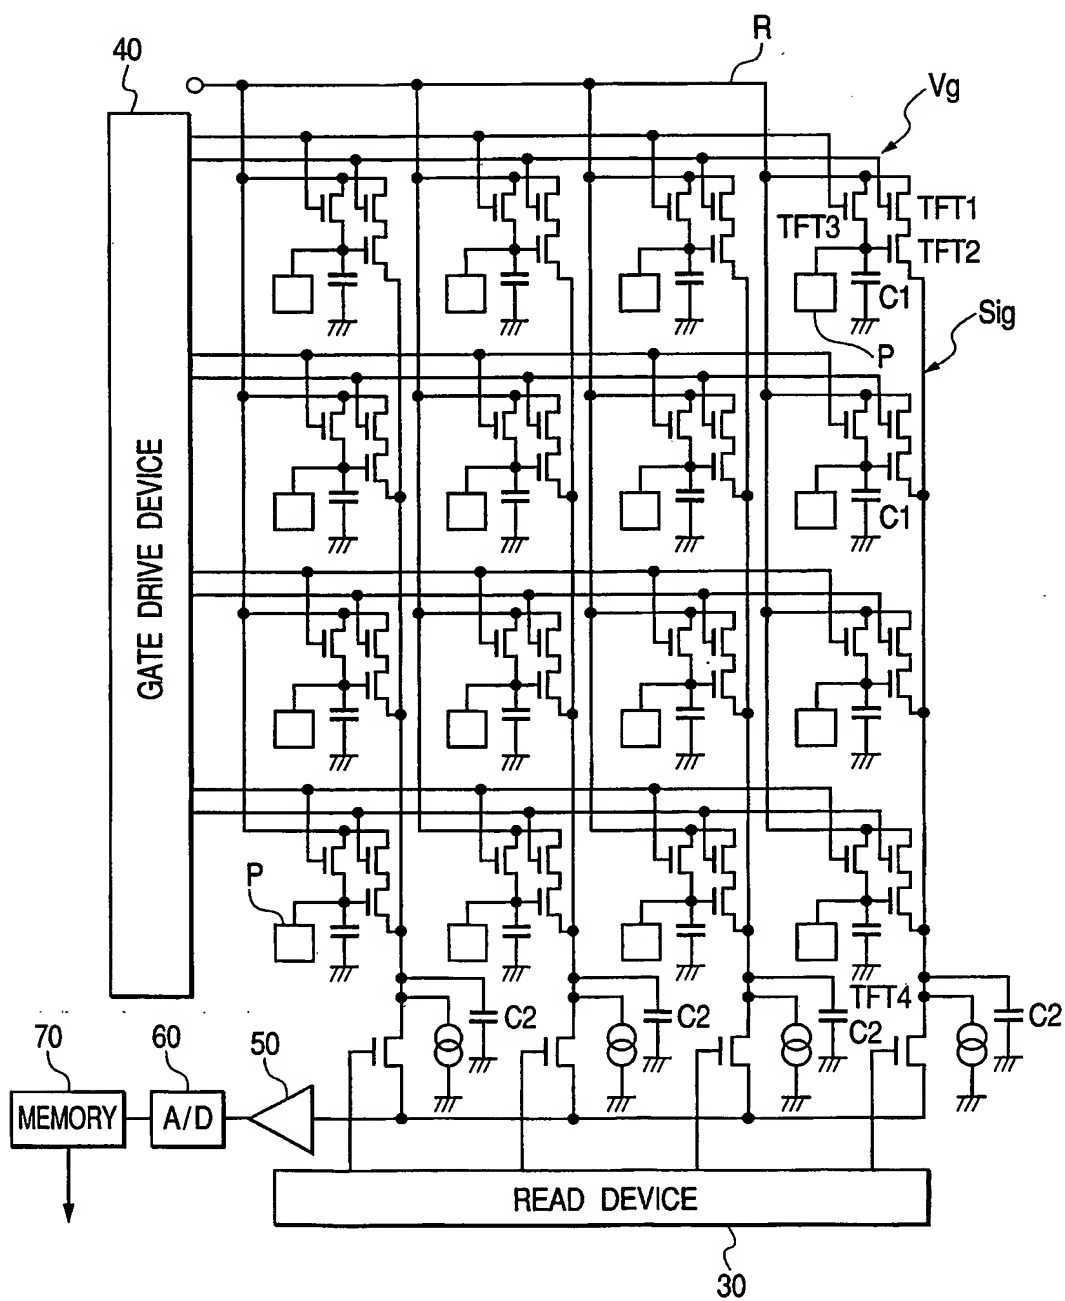 R
40
Vg
TFT1
TFT3
TFT2
C1
Sig
P
C1
GATE DRIVE DEVICE
P
TFT4
C2
C2
C2
C2
70
60
50
MEMORY
A/D
READ DEVICE
30